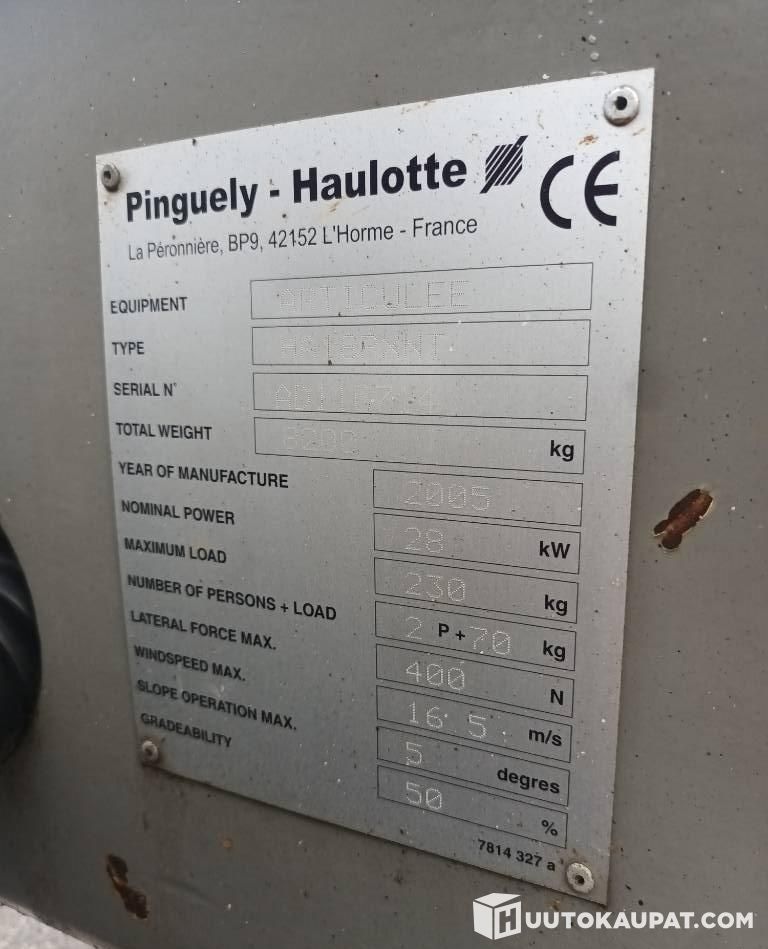 Pinguely - Haulotte CE
La Péronnière, BP9, 42152 L'Horme - France
EQUIPMENT ARTICULEE
TYPE HA18PXNT
SERIAL N°
TOTAL WEIGHT kg
YEAR OF MANUFACTURE 2005
NOMINAL POWER 28 kW
MAXIMUM LOAD 230 kg
NUMBER OF PERSONS + LOAD 2 P + 70 kg
LATERAL FORCE MAX. 400 N
WINDSPEED MAX. 16.5 m/s
SLOPE OPERATION MAX. 5 degres
GRADEABILITY 50 %
7814 327 a
HUUTOKAUPAT.COM